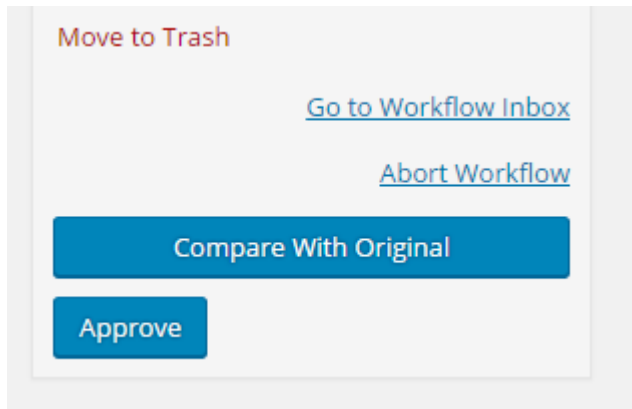 Move to Trash
Go to Workflow Inbox
Abort Workflow
Compare With Original
Approve